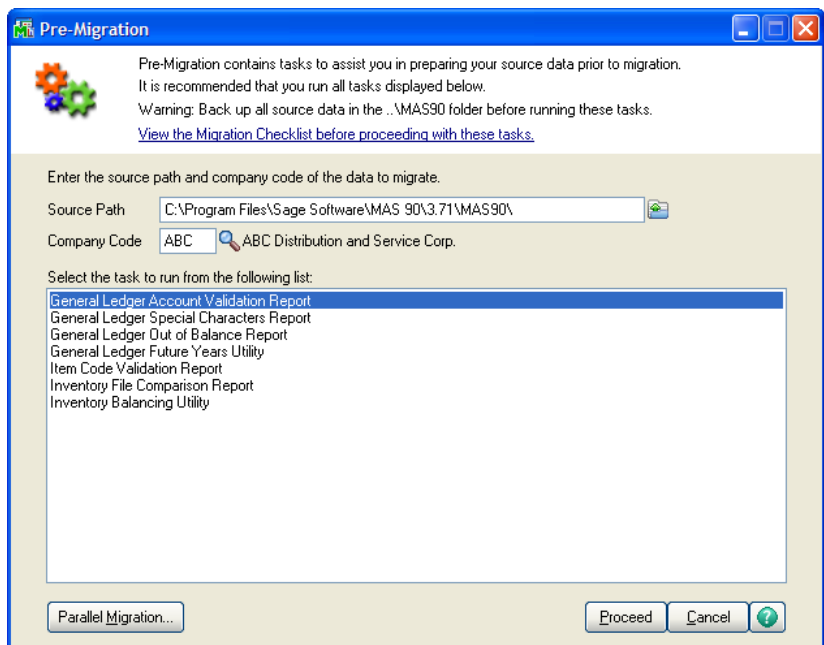 Pre-Migration
Pre-Migration contains tasks to assist you in preparing your source data prior to migration.
It is recommended that you run all tasks displayed below.
Warning: Back up all source data in the ..\MAS90 folder before running these tasks.
View the Migration Checklist before proceeding with these tasks.
Enter the source path and company code of the data to migrate.
Source Path C:\Program Files\Sage Software\MAS 90\3.71\MAS90\
Company Code ABC ABC Distribution and Service Corp.
Select the task to run from the following list:
General Ledger Account Validation Report
General Ledger Special Characters Report
General Ledger Out of Balance Report
General Ledger Future Years Utility
Item Code Validation Report
Inventory File Comparison Report
Inventory Balancing Utility
Parallel Migration... Proceed Cancel ?